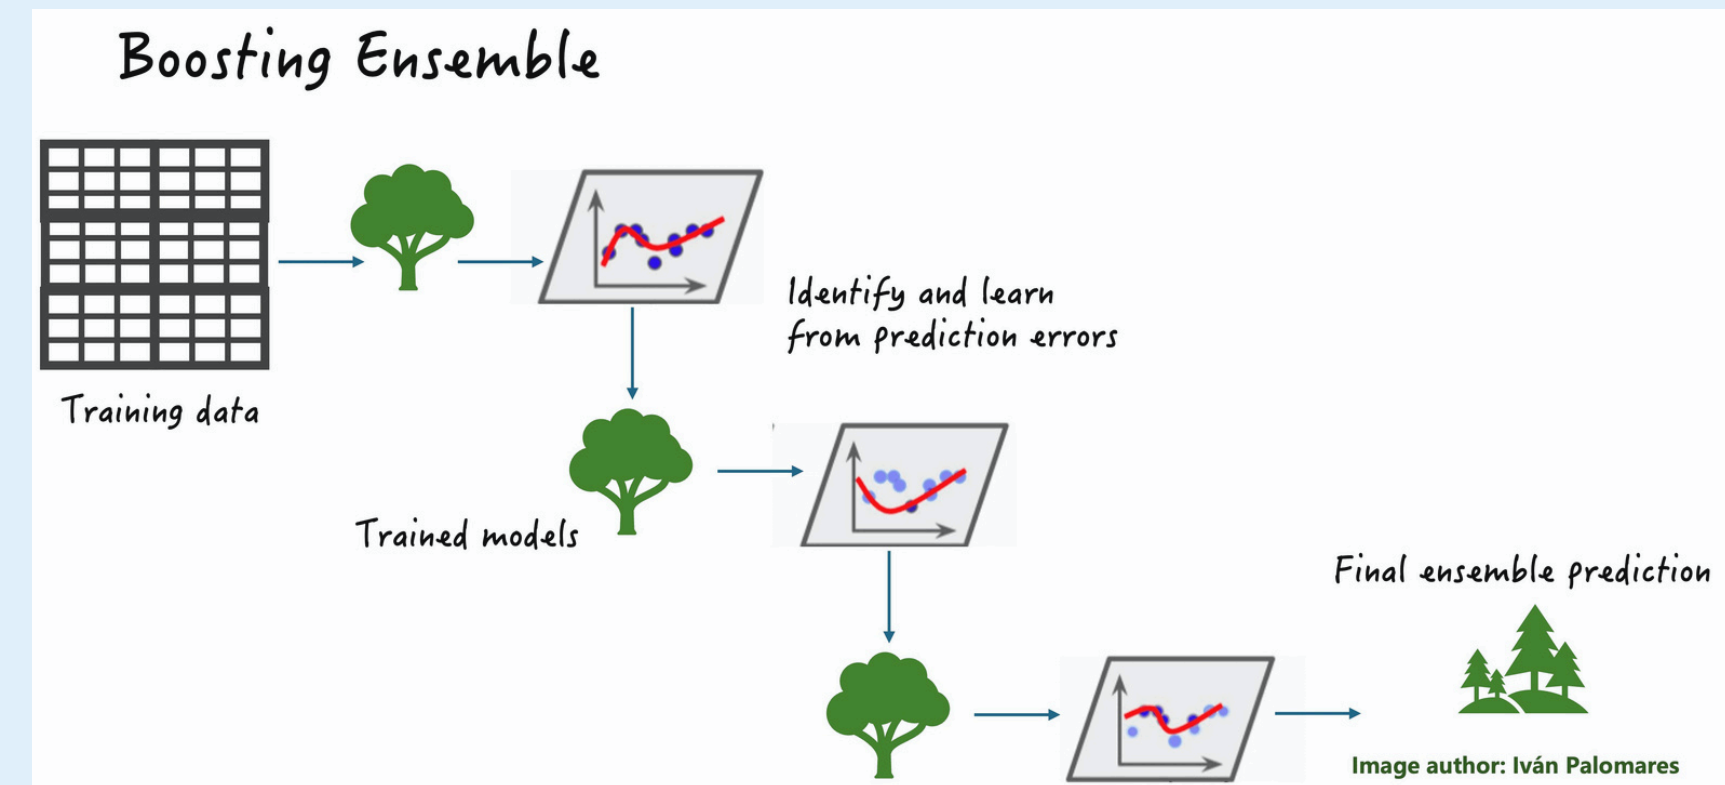 Boosting Ensemble
Identify and learn
from prediction errors
Training data
Trained models
Final ensemble prediction
Image author: Iván Palomares